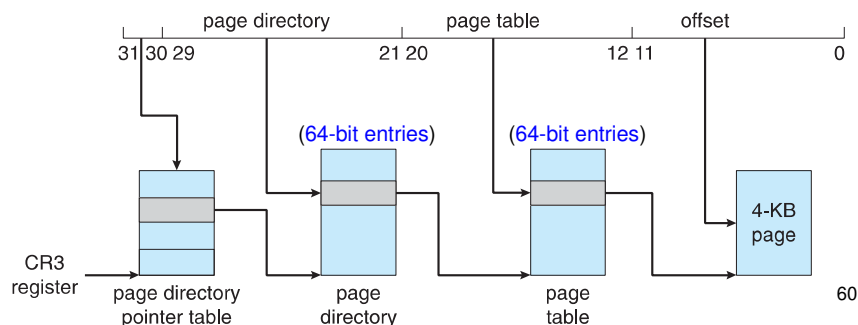 page directory page table offset
31 30 29 21 20 12 11 0
(64-bit entries) (64-bit entries)
4-KB
page
CR3
register
page directory
pointer table
page
directory
page
table
60